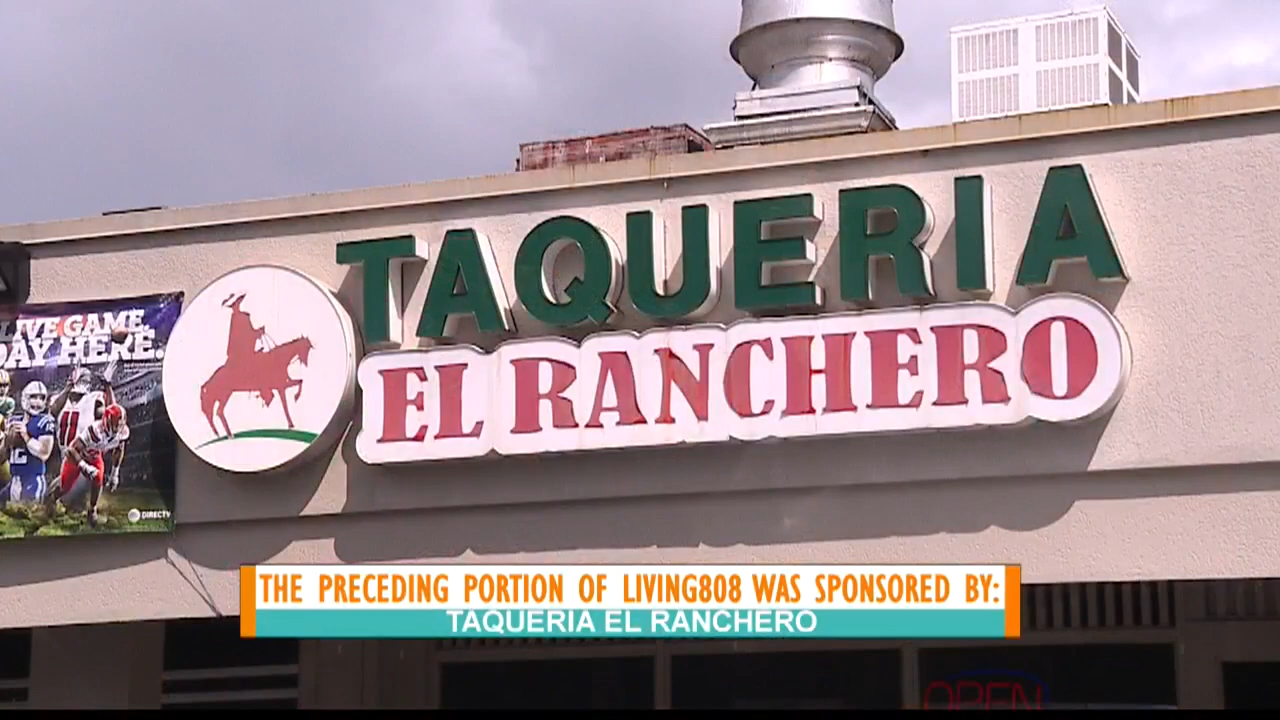 TAQUERIA
EL RANCHERO
LIVE GAME.
DAY HERE.
DIRECTV
THE PRECEDING PORTION OF LIVING808 WAS SPONSORED BY:
TAQUERIA EL RANCHERO
OPEN